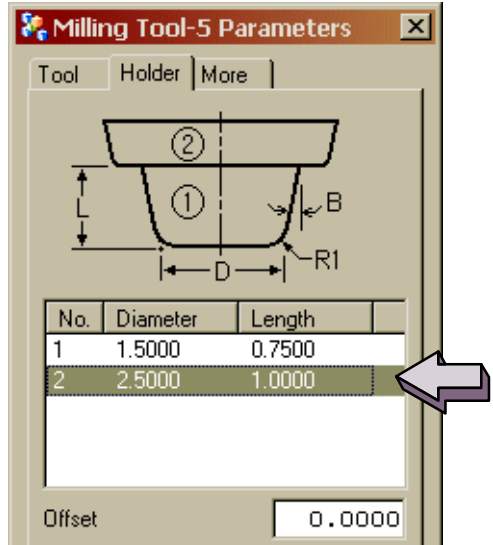 Milling Tool-5 Parameters
Tool Holder More
2
L 1 B
D R1
No. Diameter Length
1 1.5000 0.7500
2 2.5000 1.0000
Offset 0.0000